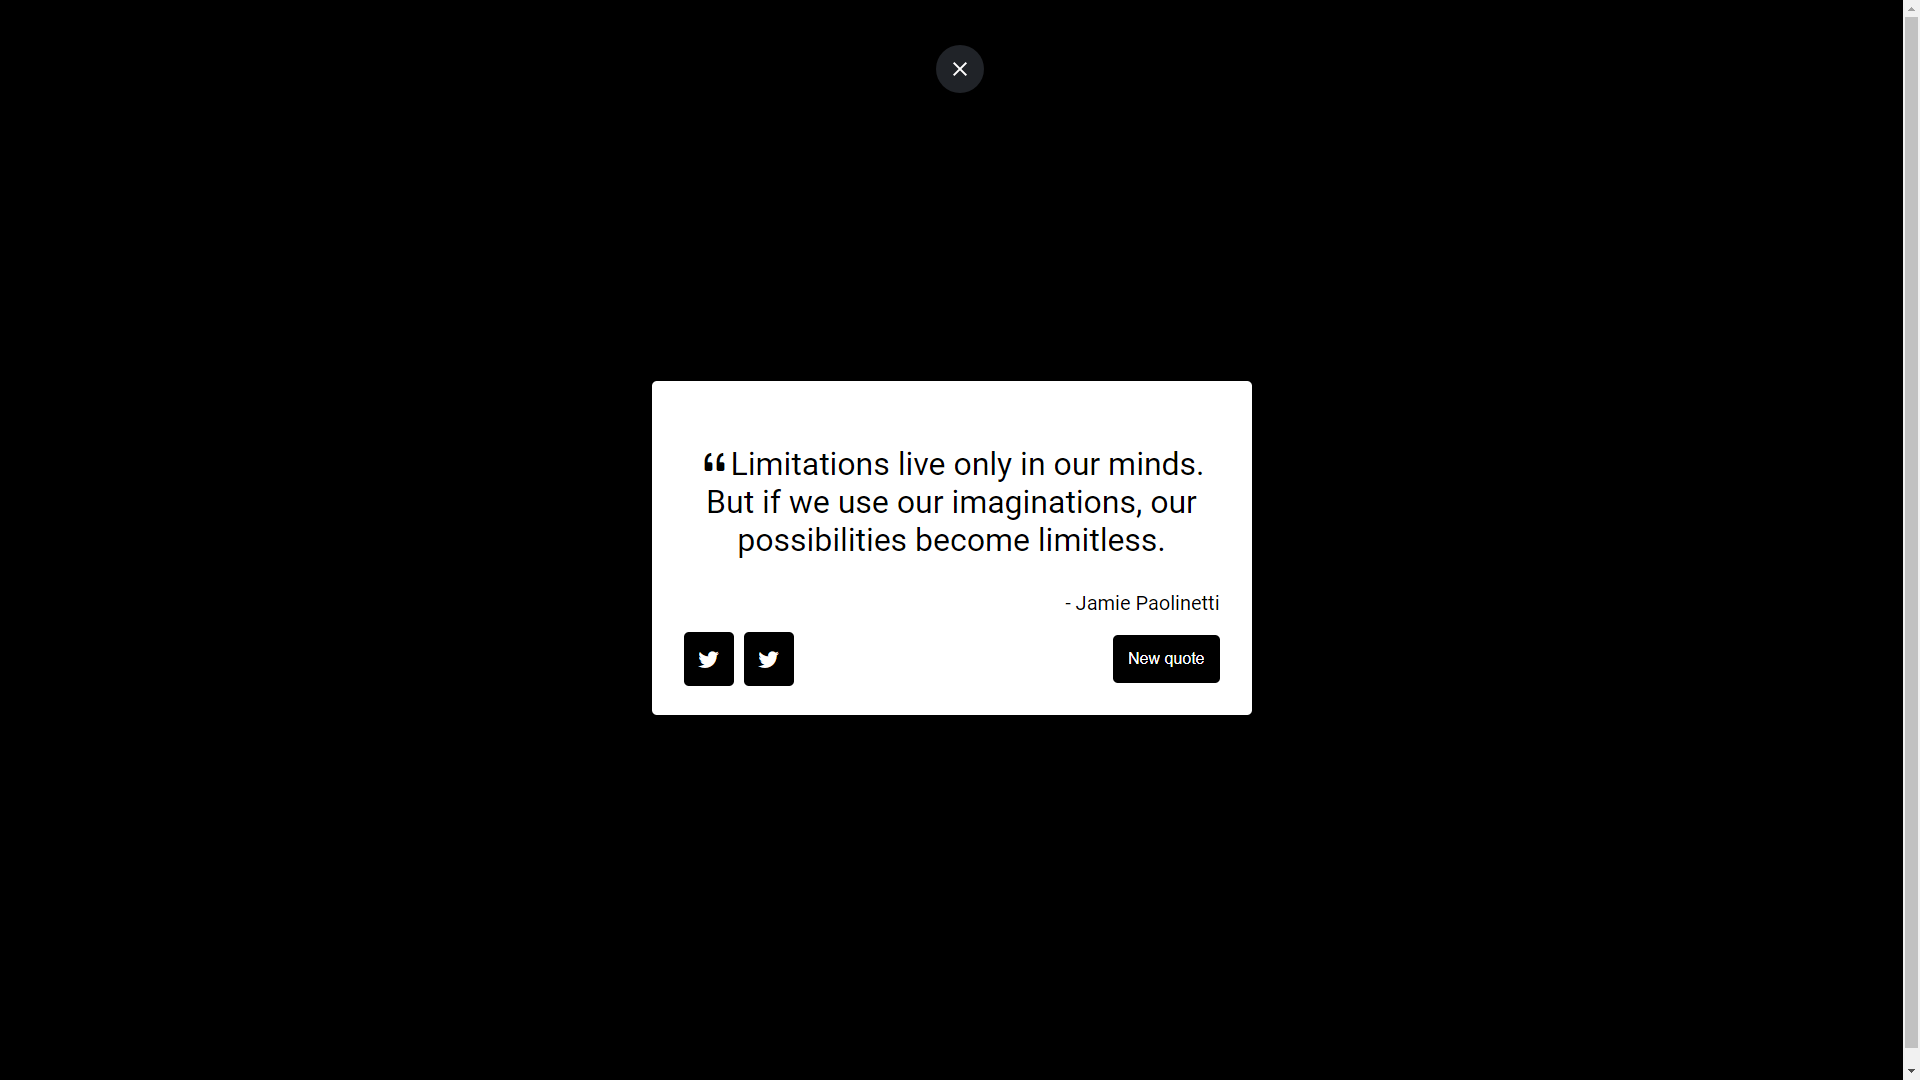 “Limitations live only in our minds.
But if we use our imaginations, our
possibilities become limitless.
- Jamie Paolinetti
New quote